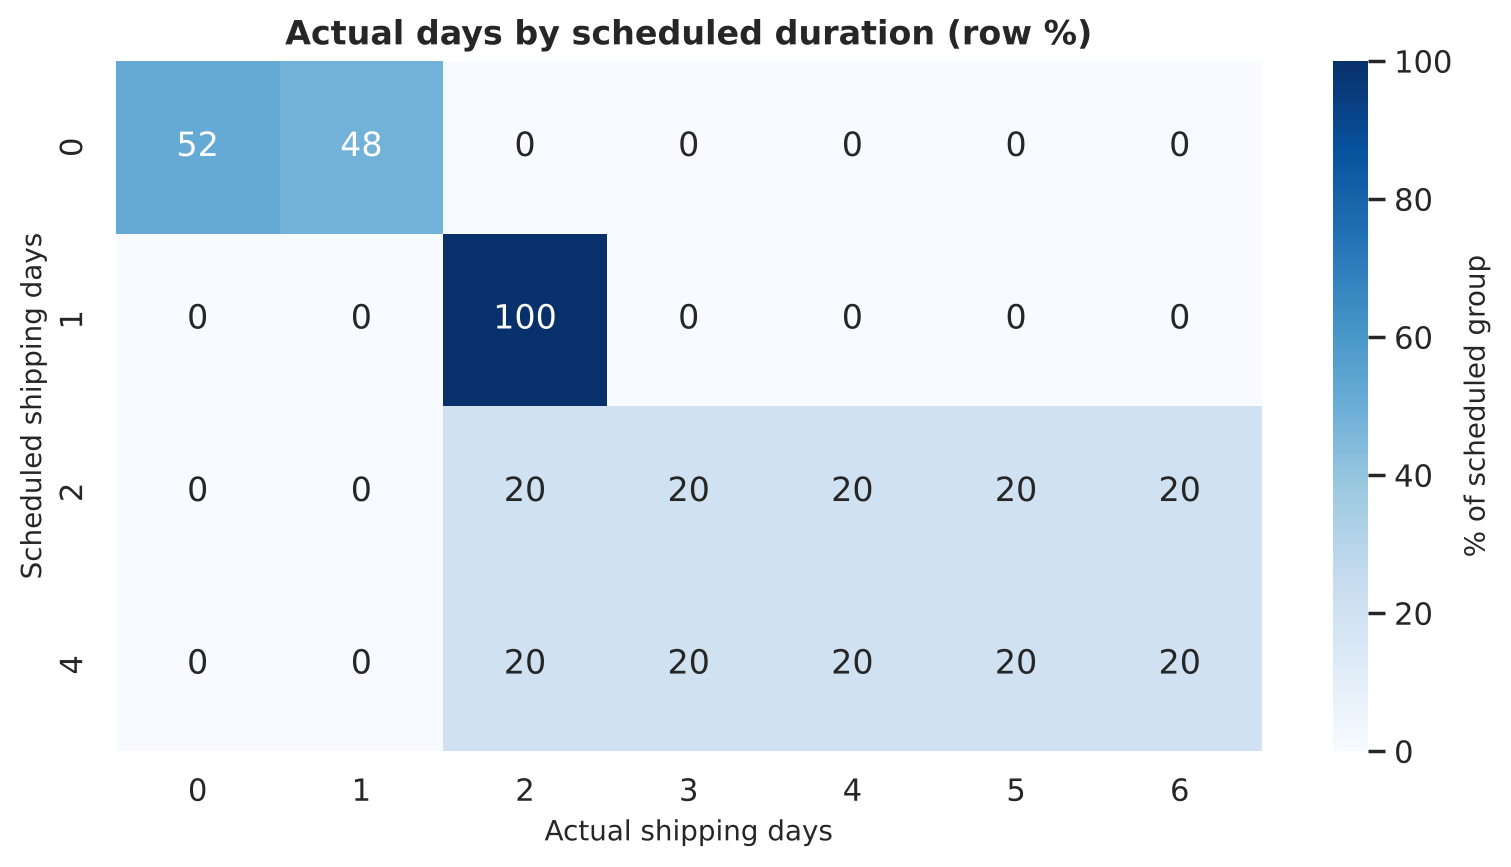 Actual days by scheduled duration (row %)
Scheduled shipping days
0 52 48 0 0 0 0 0
1 0 0 100 0 0 0 0
2 0 0 20 20 20 20 20
4 0 0 20 20 20 20 20
0 1 2 3 4 5 6
Actual shipping days
100
80
60
40
20
0
% of scheduled group